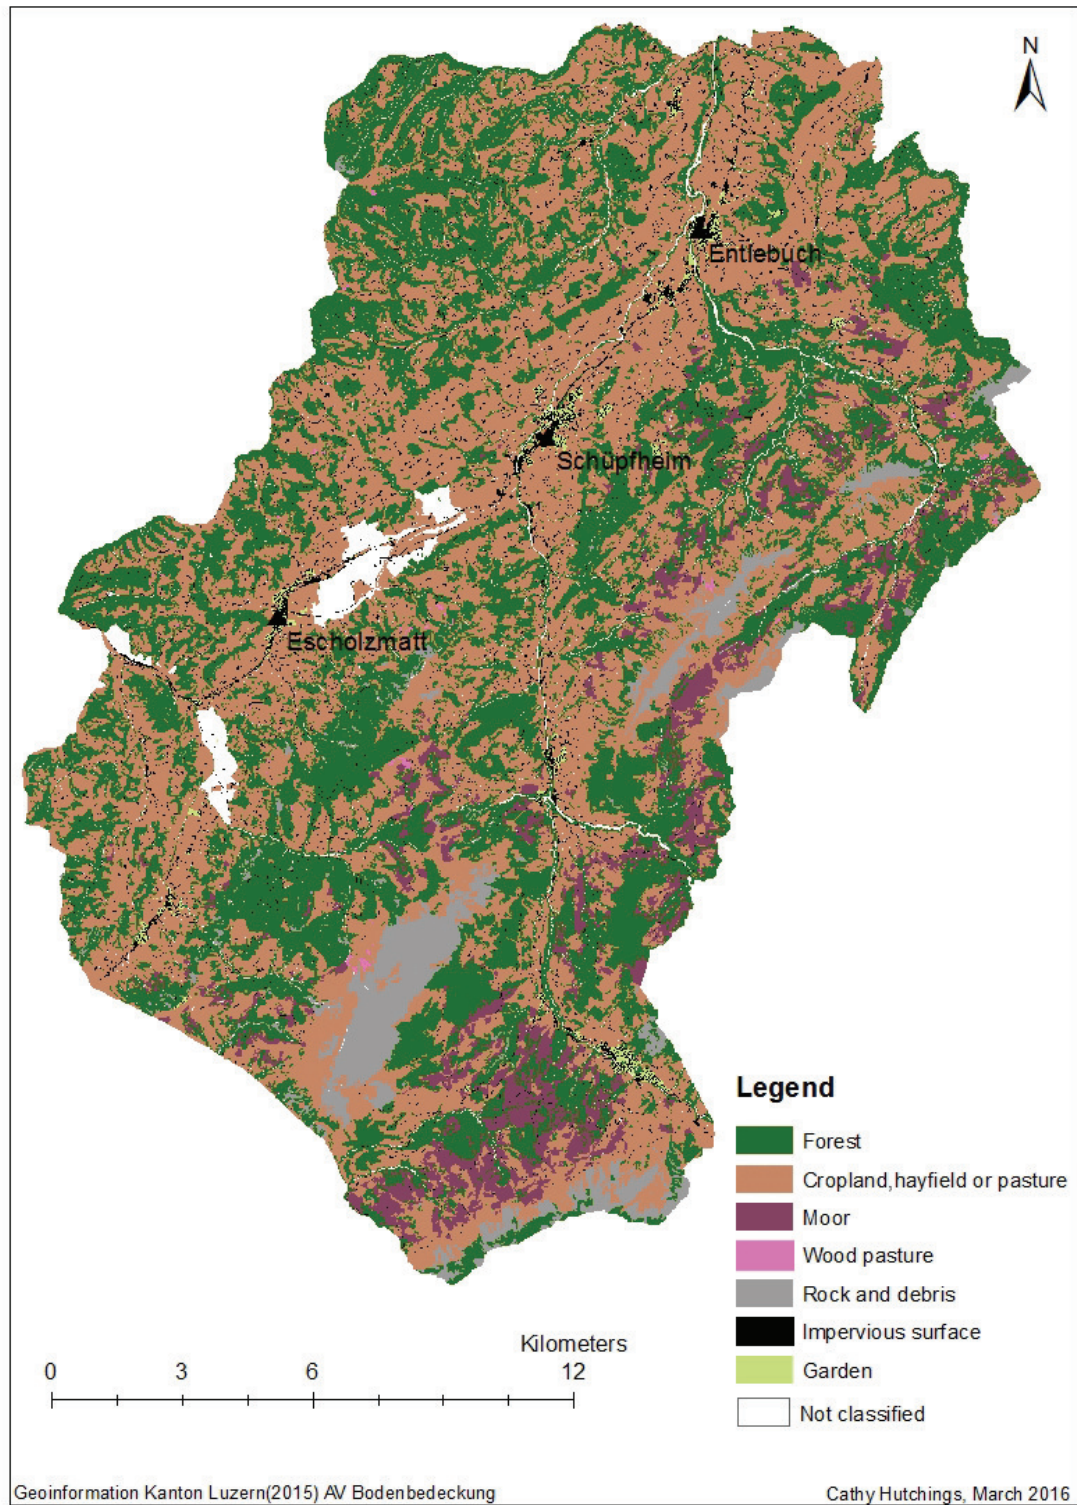 N
Entlebuch
Schüpfheim
Escholzmatt
Legend
Forest
Cropland,hayfield or pasture
Moor
Wood pasture
Rock and debris
Impervious surface
Garden
Not classified
Kilometers
0 3 6 12
Geoinformation Kanton Luzern(2015) AV Bodenbedeckung
Cathy Hutchings, March 2016